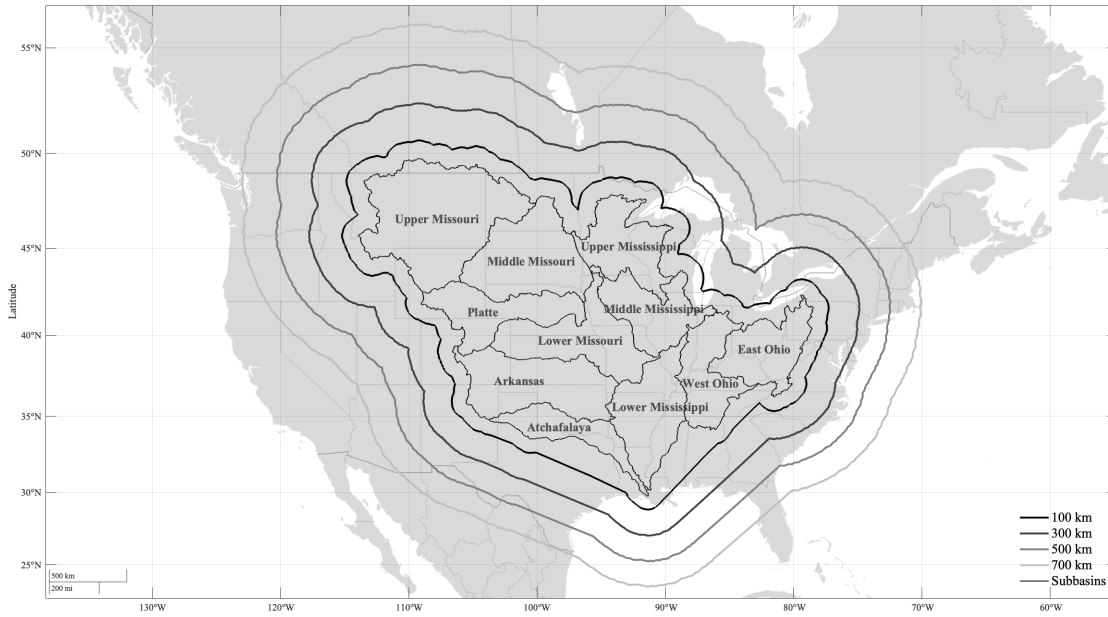 55°N
50°N
45°N
40°N
35°N
30°N
25°N
Latitude
Upper Missouri
Upper Mississippi
Middle Missouri
Platte
Middle Mississippi
Lower Missouri
East Ohio
Arkansas
West Ohio
Lower Mississippi
Atchafalaya
100 km
300 km
500 km
700 km
Subbasins
500 km
200 mi
130°W
120°W
110°W
100°W
90°W
80°W
70°W
60°W